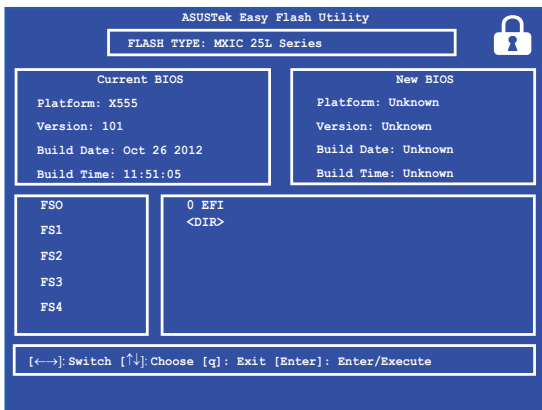 ASUSTek Easy Flash Utility
FLASH TYPE: MXIC 25L Series
Current BIOS
Platform: X555
Version: 101
Build Date: Oct 26 2012
Build Time: 11:51:05
New BIOS
Platform: Unknown
Version: Unknown
Build Date: Unknown
Build Time: Unknown
FSO
FS1
FS2
FS3
FS4
0 EFI
<DIR>
[←→]: Switch [↑↓]: Choose [q]: Exit [Enter]: Enter/Execute